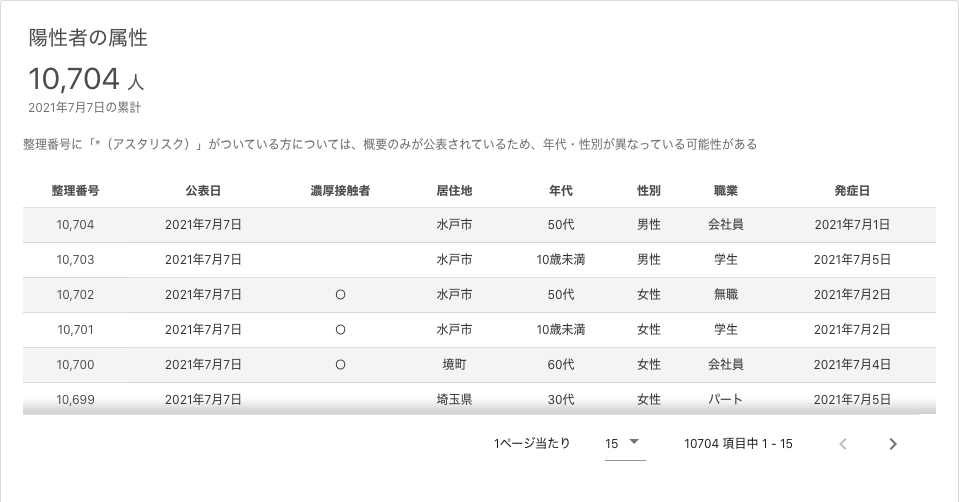 陽性者の属性
10,704 人
2021年7月7日の累計
整理番号に「*（アスタリスク）」がついている方については、概要のみが公表されているため、年代・性別が異なっている可能性がある
整理番号 公表日 濃厚接触者 居住地 年代 性別 職業 発症日
10,704 2021年7月7日 水戸市 50代 男性 会社員 2021年7月1日
10,703 2021年7月7日 水戸市 10歳未満 男性 学生 2021年7月5日
10,702 2021年7月7日 ○ 水戸市 50代 女性 無職 2021年7月2日
10,701 2021年7月7日 ○ 水戸市 10歳未満 女性 学生 2021年7月2日
10,700 2021年7月7日 ○ 境町 60代 女性 会社員 2021年7月4日
10,699 2021年7月7日 埼玉県 30代 女性 パート 2021年7月5日
1ページ当たり 15 10704 項目中 1 - 15